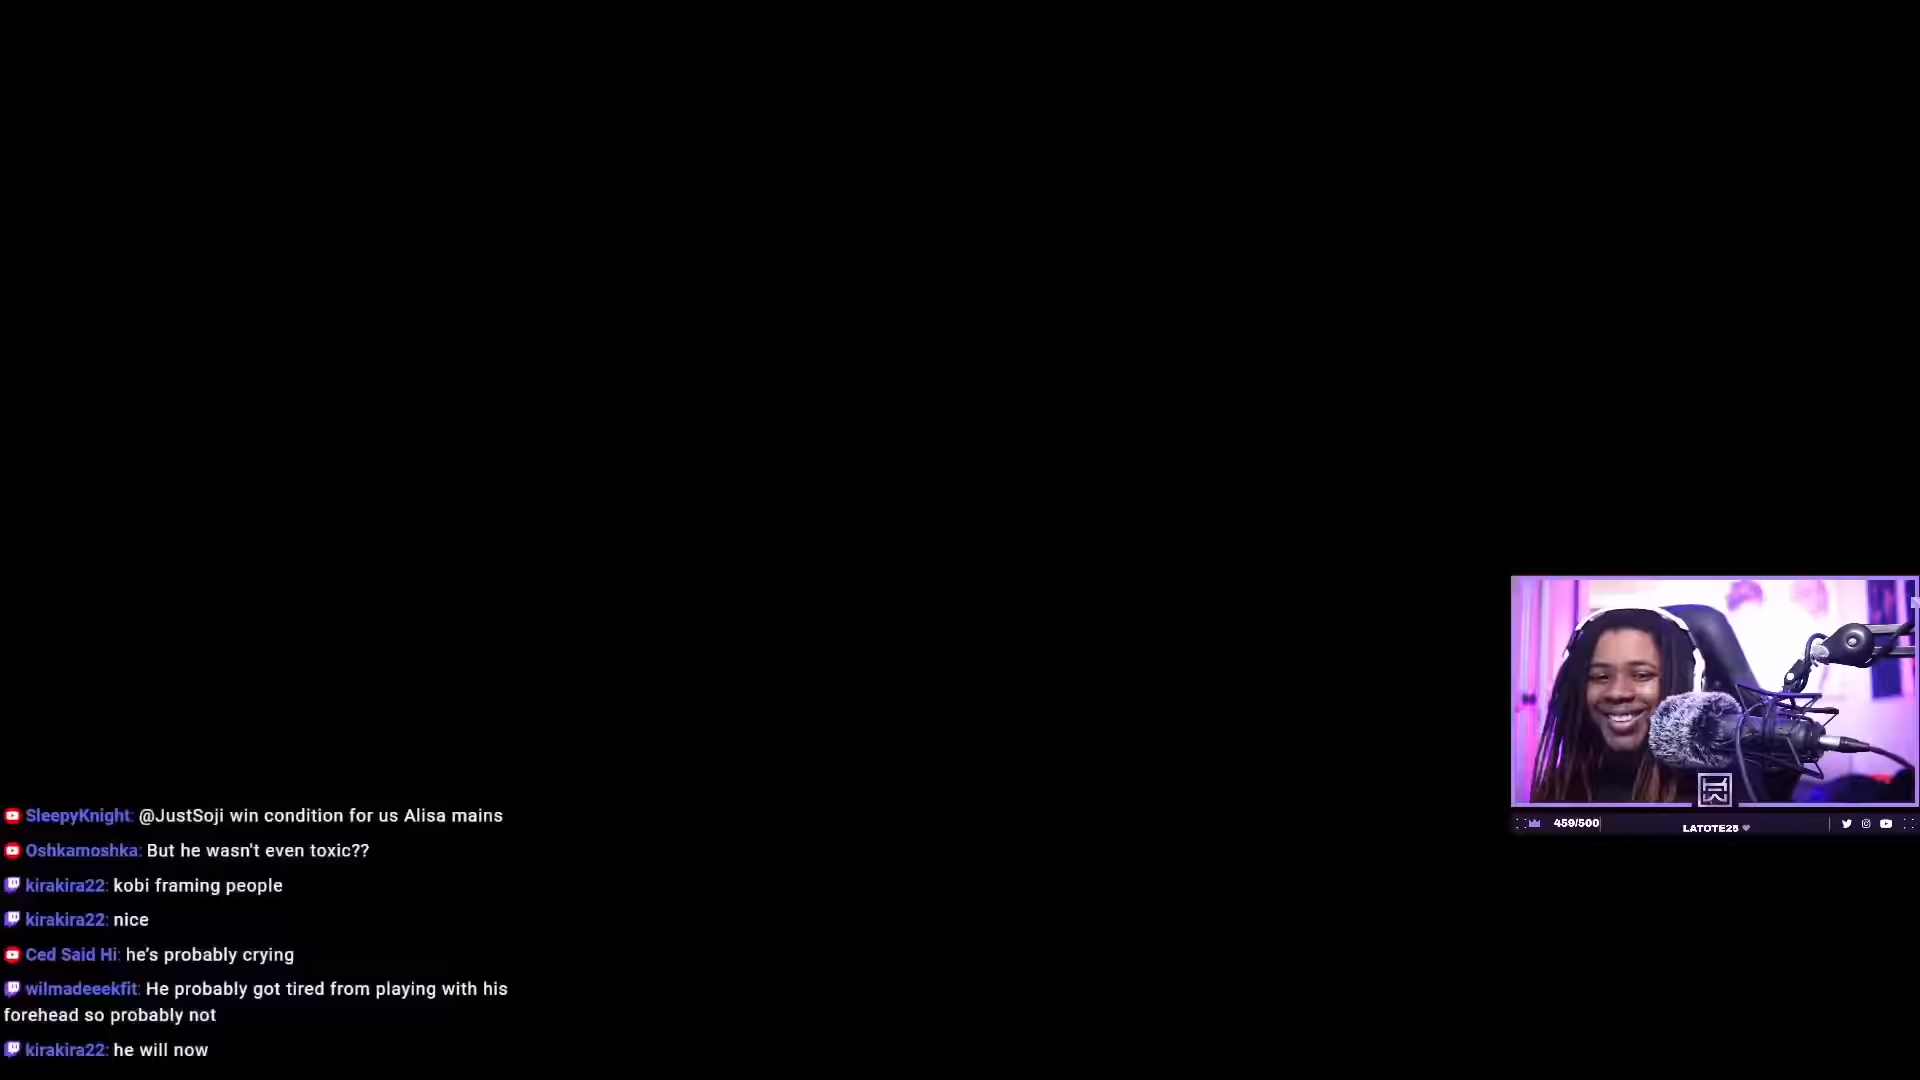 SleepyKnight: @JustSoji win condition for us Alisa mains
Oshkamoshka: But he wasn't even toxic??
kirakira22: kobi framing people
kirakira22: nice
Ced Said Hi: he's probably crying
wilmadeeekfit: He probably got tired from playing with his
forehead so probably not
kirakira22: he will now
459/500
LATOTE25